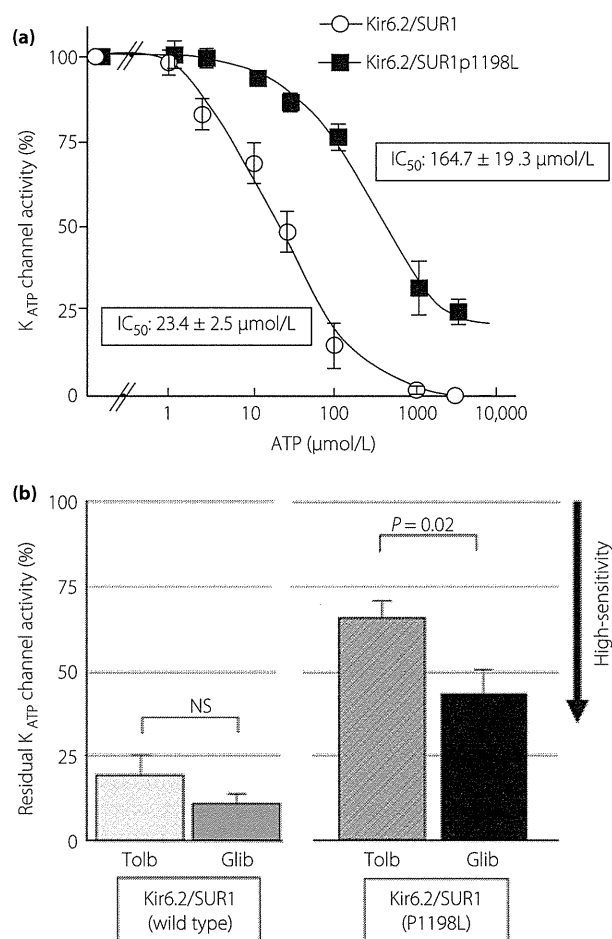 (a)
Kir6.2/SUR1
Kir6.2/SUR1p1198L
K ATP channel activity (%)
100
75
50
25
0
IC50: 164.7 ± 19 .3 µmol/L
IC50: 23.4 ± 2.5 µmol/L
1 10 100 1000 10,000
ATP (µmol/L)
(b)
Residual K ATP channel activity (%)
100
75
50
25
0
NS
P = 0.02
High-sensitivity
Tolb Glib Tolb Glib
Kir6.2/SUR1
(wild type)
Kir6.2/SUR1
(P1198L)